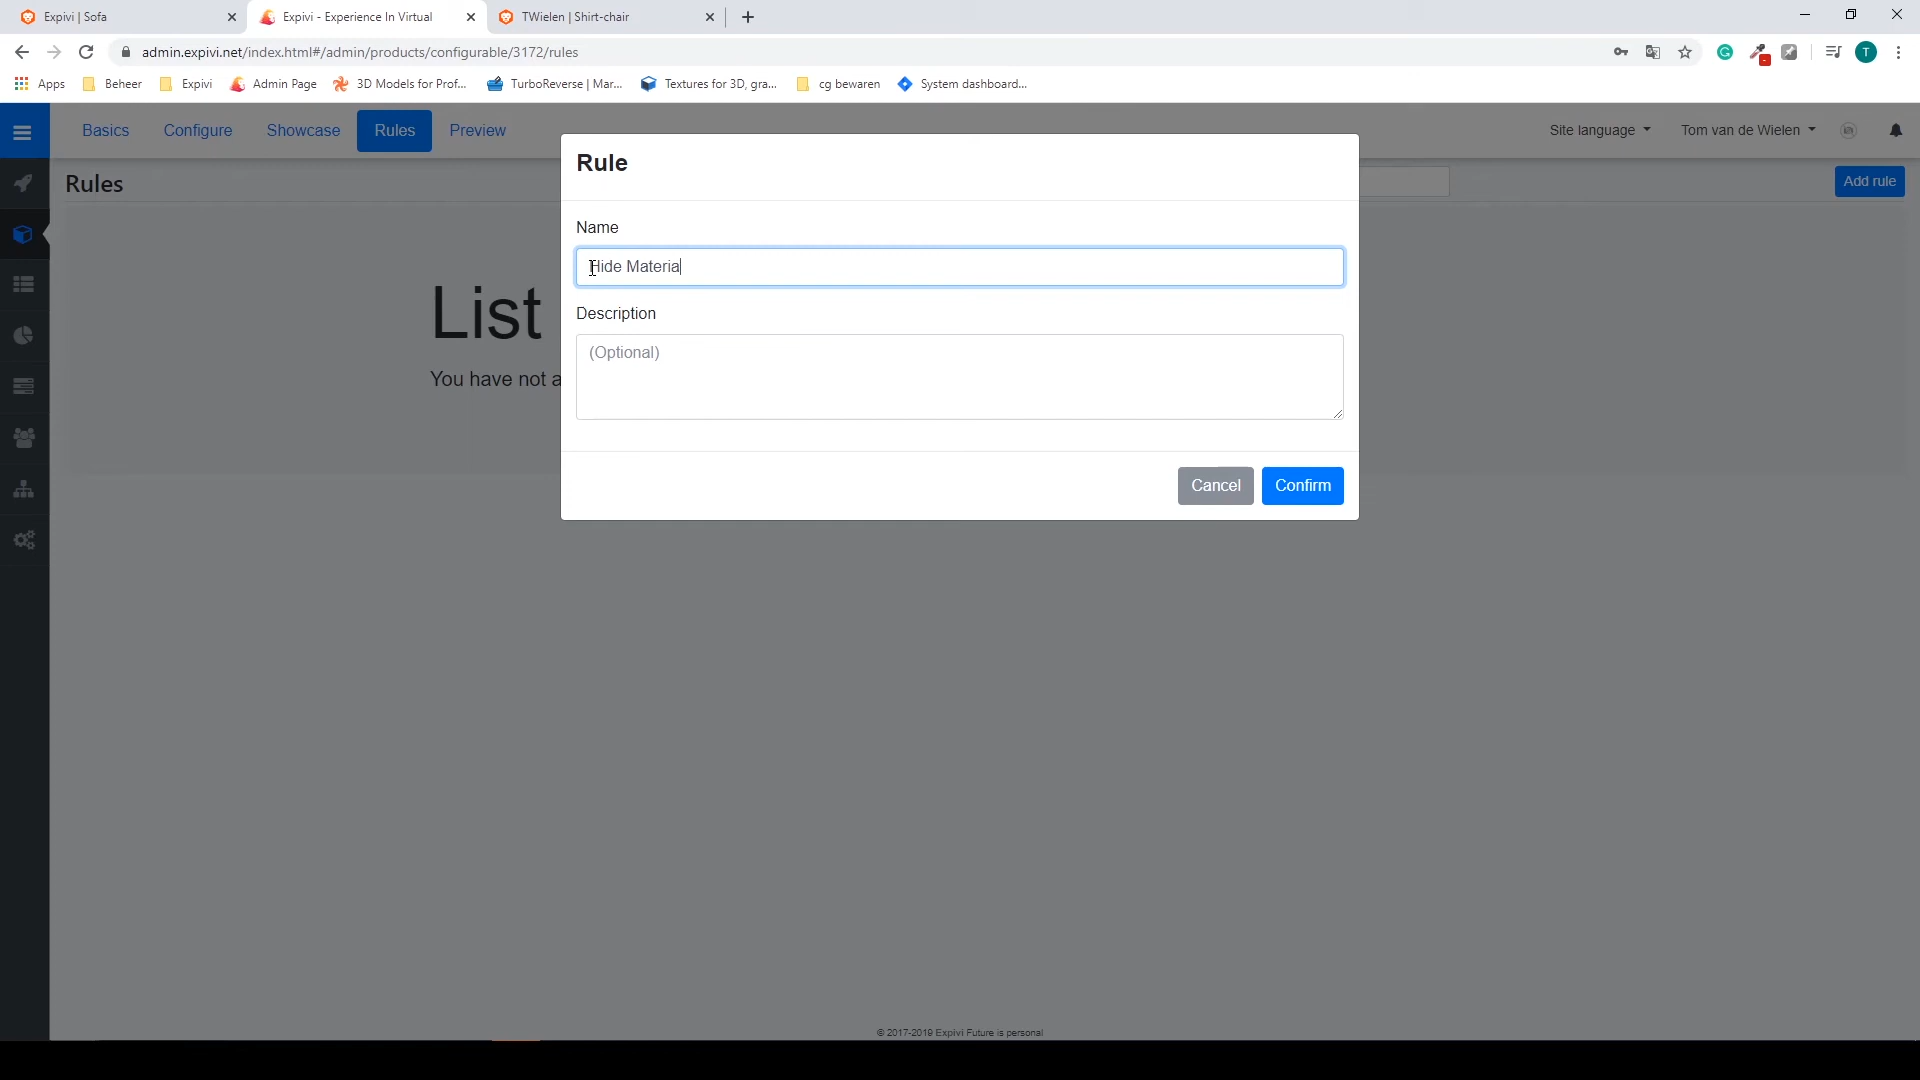 Expivi | Sofa
Expivi - Experience In Virtual
TWielen | Shirt-chair
admin.expivi.net/index.html#/admin/products/configurable/3172/rules
T
Apps
Beheer
Expivi
Admin Page
3D Models for Prof...
TurboReverse | Mar...
Textures for 3D, gra...
cg bewaren
System dashboard...
Basics
Configure
Showcase
Rules
Preview
Site language
Tom van de Wielen
Rules
Add rule
List
You have not a
Rule
Name
Hide Materia
Description
(Optional)
Cancel
Confirm
© 2017-2019 Expivi Future is personal